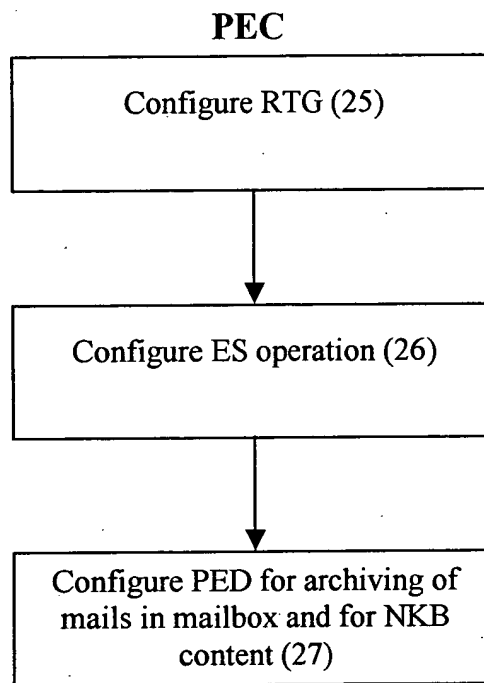 PEC
Configure RTG (25)
Configure ES operation (26)
Configure PED for archiving of
mails in mailbox and for NKB
content (27)